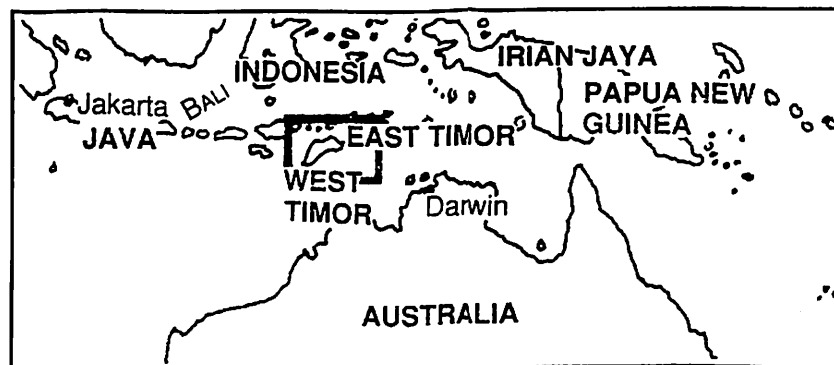 INDONESIA
IRIAN JAYA
PAPUA NEW
GUINEA
Jakarta
BALI
JAVA
EAST TIMOR
WEST
TIMOR
Darwin
AUSTRALIA